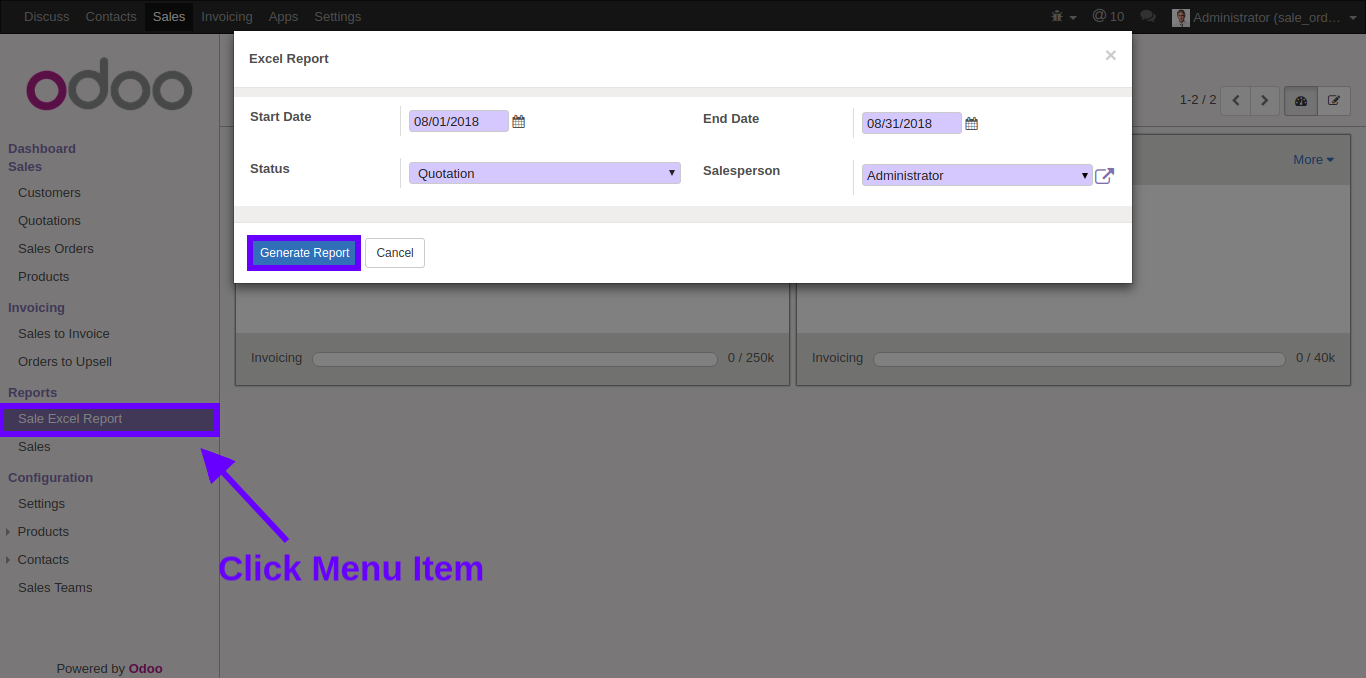 Discuss Contacts Sales Invoicing Apps Settings @ 10 Administrator (sale_ord...
Excel Report ×
odoo
1-2 / 2
Start Date 08/01/2018 End Date 08/31/2018
Status Quotation Salesperson Administrator
More
Generate Report Cancel
Dashboard
Sales
Customers
Quotations
Sales Orders
Products
Invoicing
Sales to Invoice
Orders to Upsell
Reports
Sale Excel Report
Sales
Configuration
Settings
Products
Contacts
Sales Teams
Powered by Odoo
Invoicing 0 / 250k
Invoicing 0 / 40k
Click Menu Item